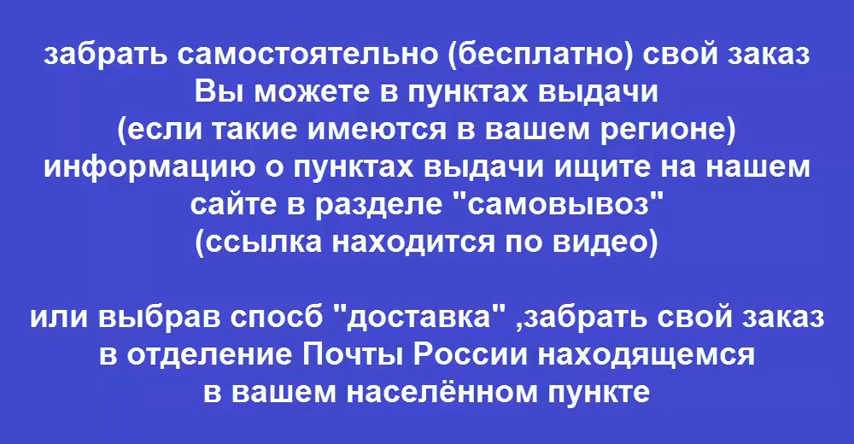 забрать самостоятельно (бесплатно) свой заказ
Вы можете в пунктах выдачи
(если такие имеются в вашем регионе)
информацию о пунктах выдачи ищите на нашем
сайте в разделе "самовывоз"
(ссылка находится по видео)
или выбрав спосб "доставка" ,забрать свой заказ
в отделение Почты России находящемся
в вашем населённом пункте